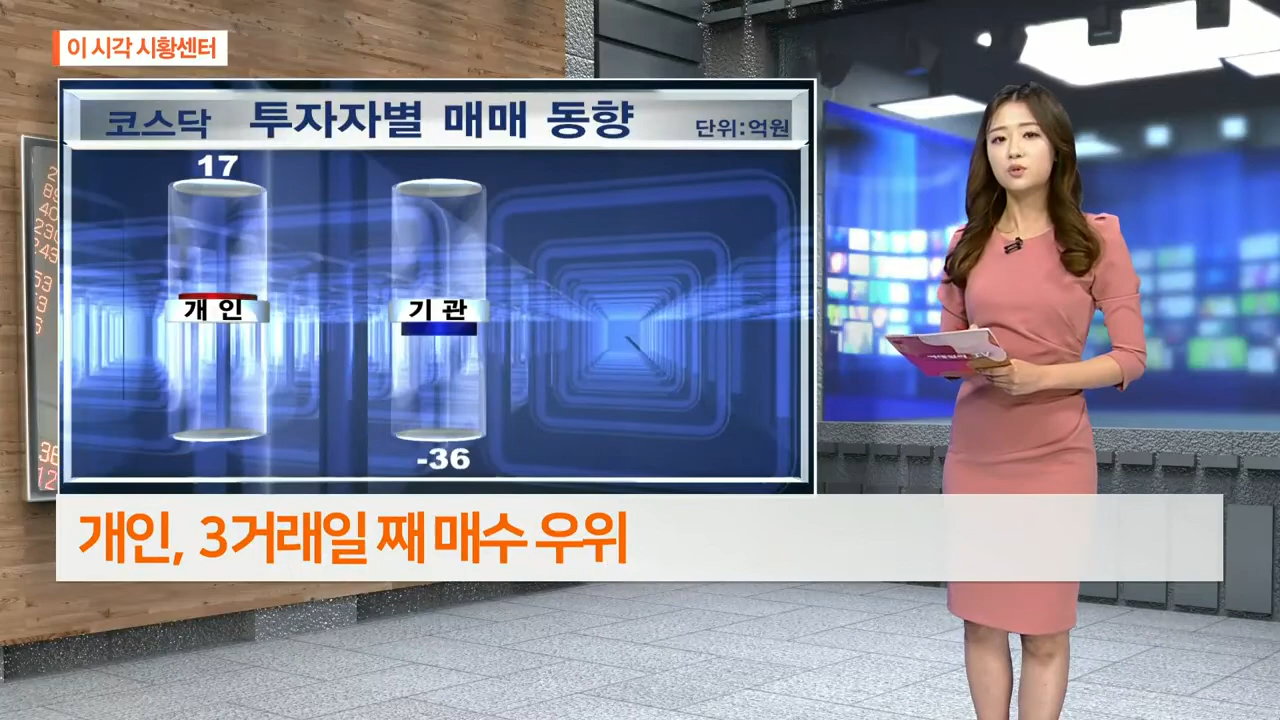 이 시각 시황센터
코스닥 투자자별 매매 동향 단위:억원
17
개인
기관
-36
개인, 3거래일 째 매수 우위